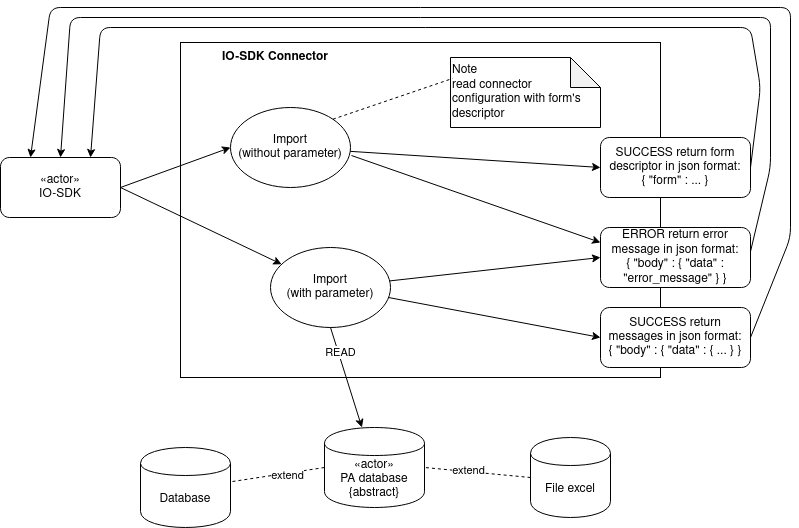 IO-SDK Connector
Note
read connector
configuration with form's
descriptor
Import
(without parameter)
SUCCESS return form
descriptor in json format:
{ "form" : ... }
«actor»
IO-SDK
ERROR return error
message in json format:
{ "body" : { "data" :
"error_message" } }
Import
(with parameter)
SUCCESS return
messages in json format:
{ "body" : { "data" : { ... } }
READ
«actor»
PA database
{abstract}
extend
extend
Database
File excel